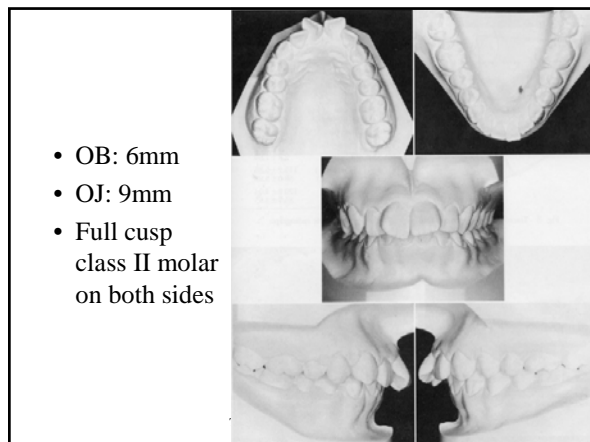 • OB: 6mm
• OJ: 9mm
• Full cusp
class II molar
on both sides